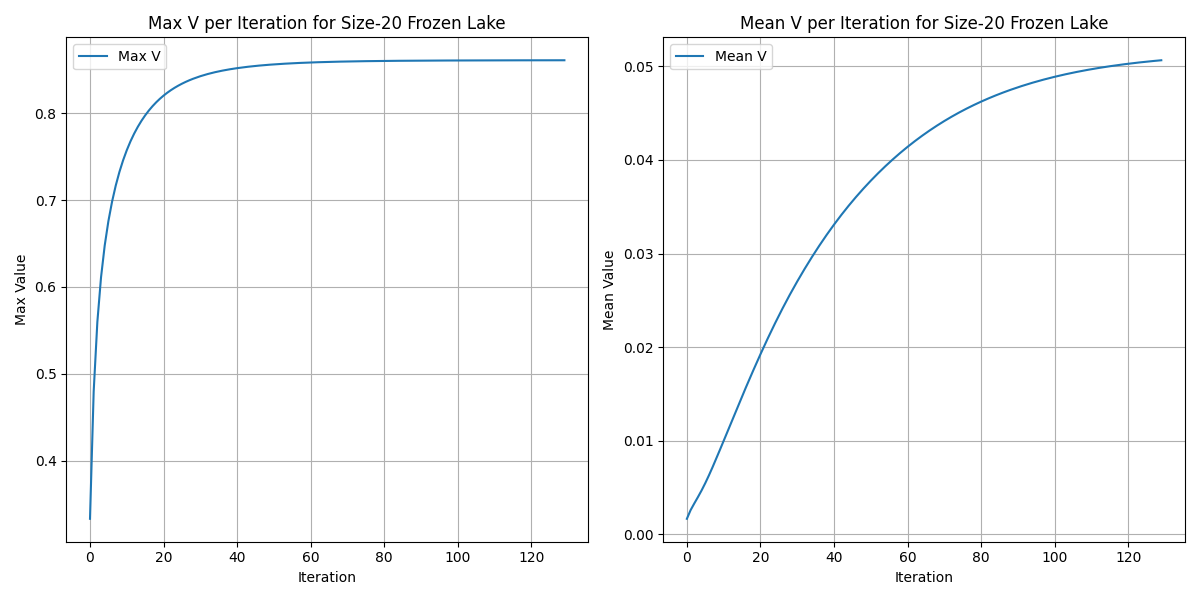 Max V per Iteration for Size-20 Frozen Lake
Max V
Max Value
0.8
0.7
0.6
0.5
0.4
0 20 40 60 80 100 120
Iteration
Mean V per Iteration for Size-20 Frozen Lake
Mean V
Mean Value
0.05
0.04
0.03
0.02
0.01
0.00
0 20 40 60 80 100 120
Iteration